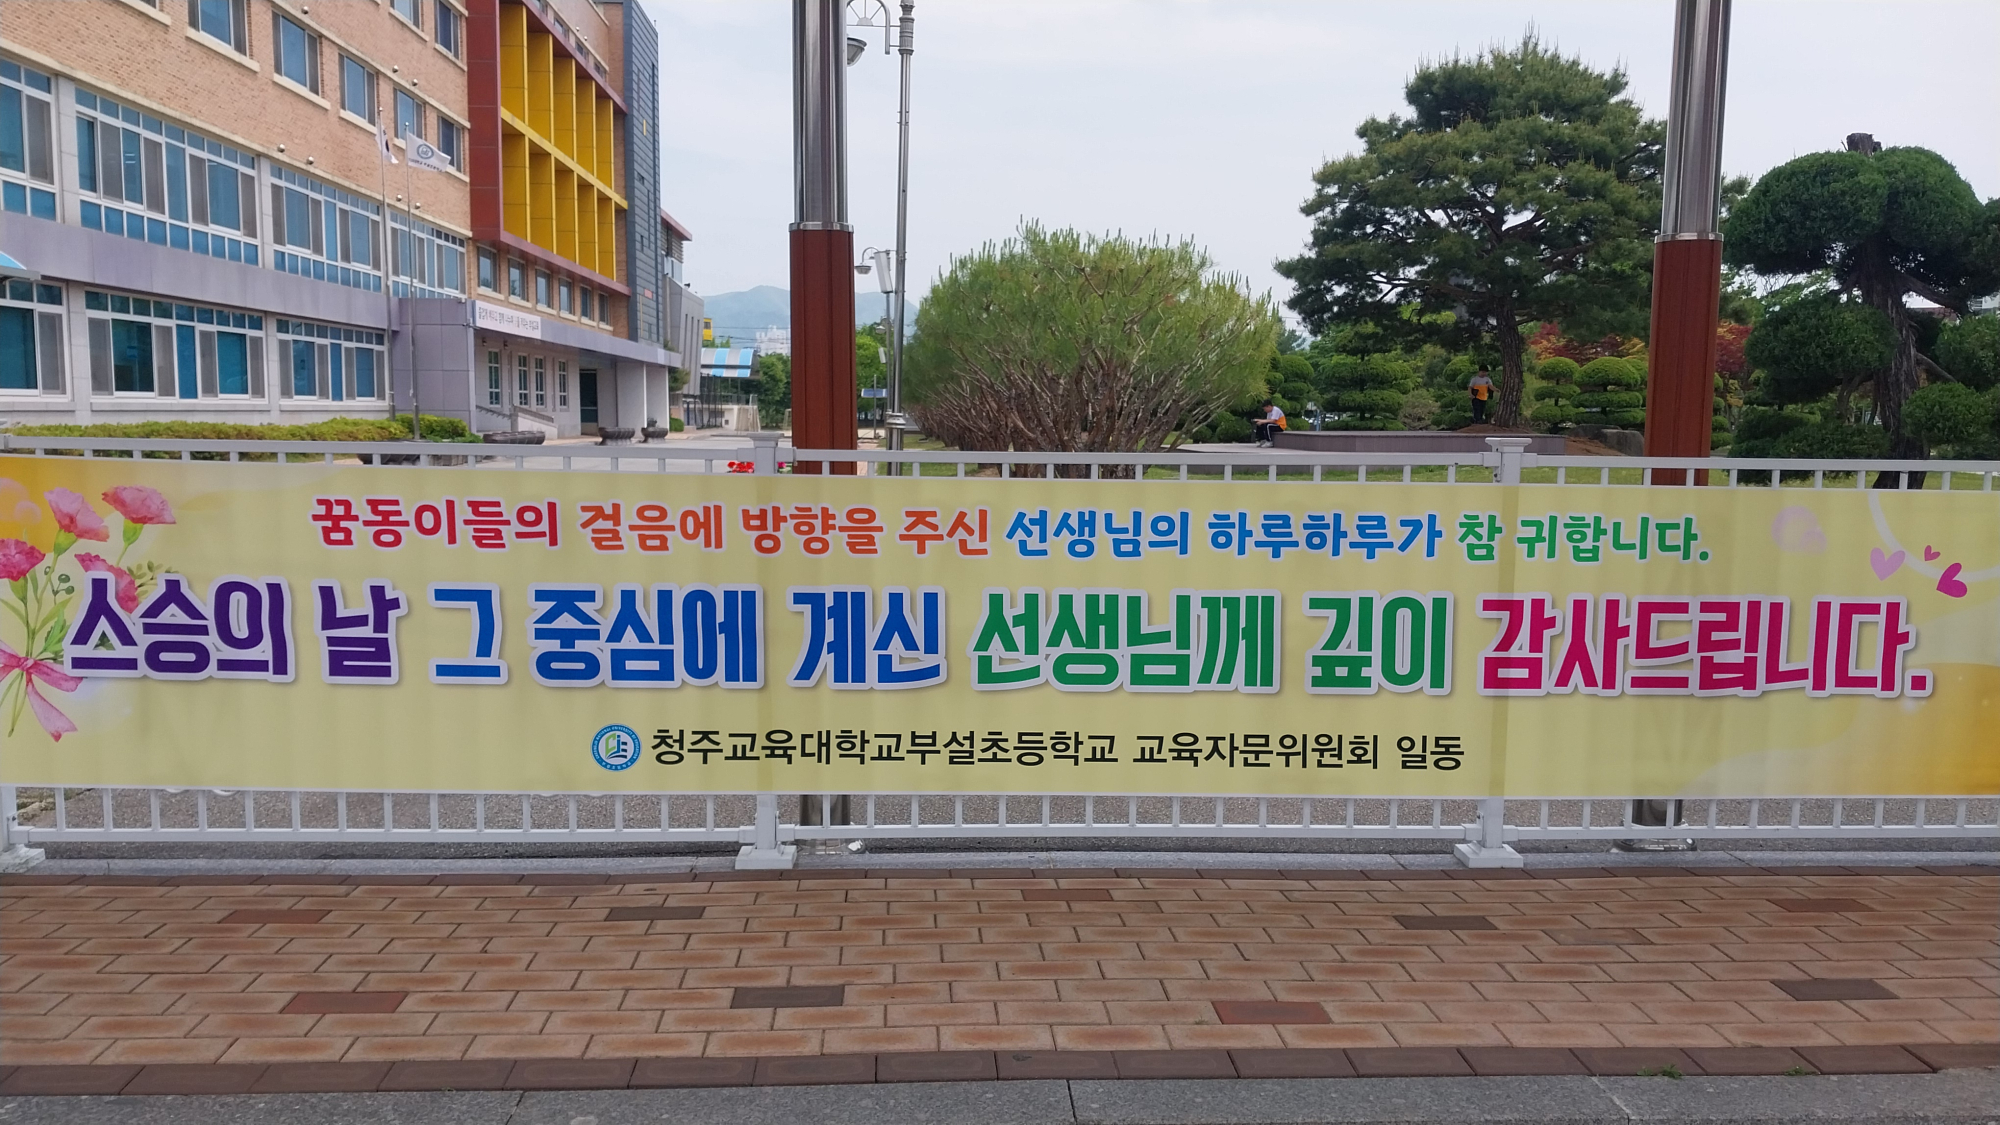 꿈동이들의 걸음에 방향을 주신 선생님의 하루하루가 참 귀합니다.
스승의 날 그 중심에 계신 선생님께 깊이 감사드립니다.
청주교육대학교부설초등학교 교육자문위원회 일동